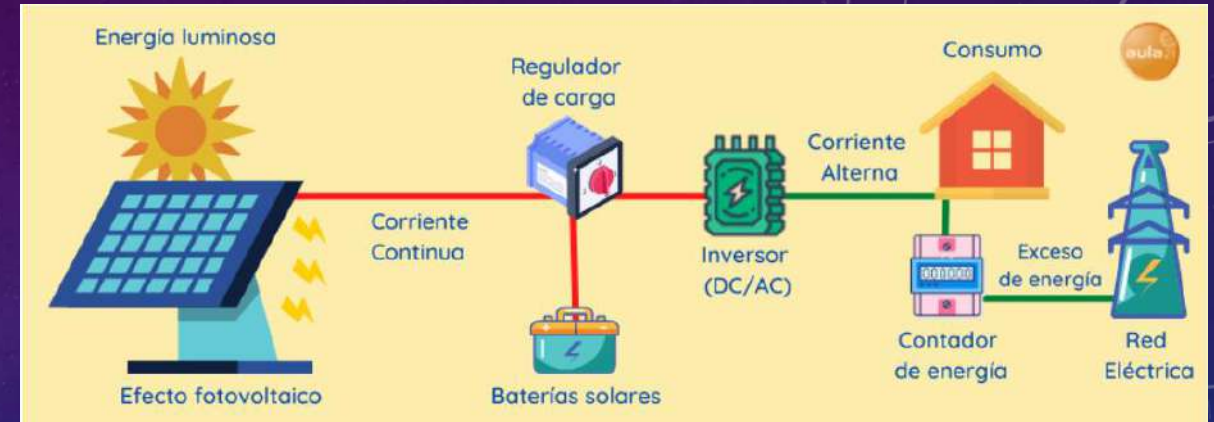 Energía luminosa
Regulador
de carga
Consumo
aula21
Corriente
Alterna
Corriente
Continua
Inversor
(DC/AC)
Exceso
de energía
Contador
de energía
Red
Eléctrica
Efecto fotovoltaico
Baterías solares